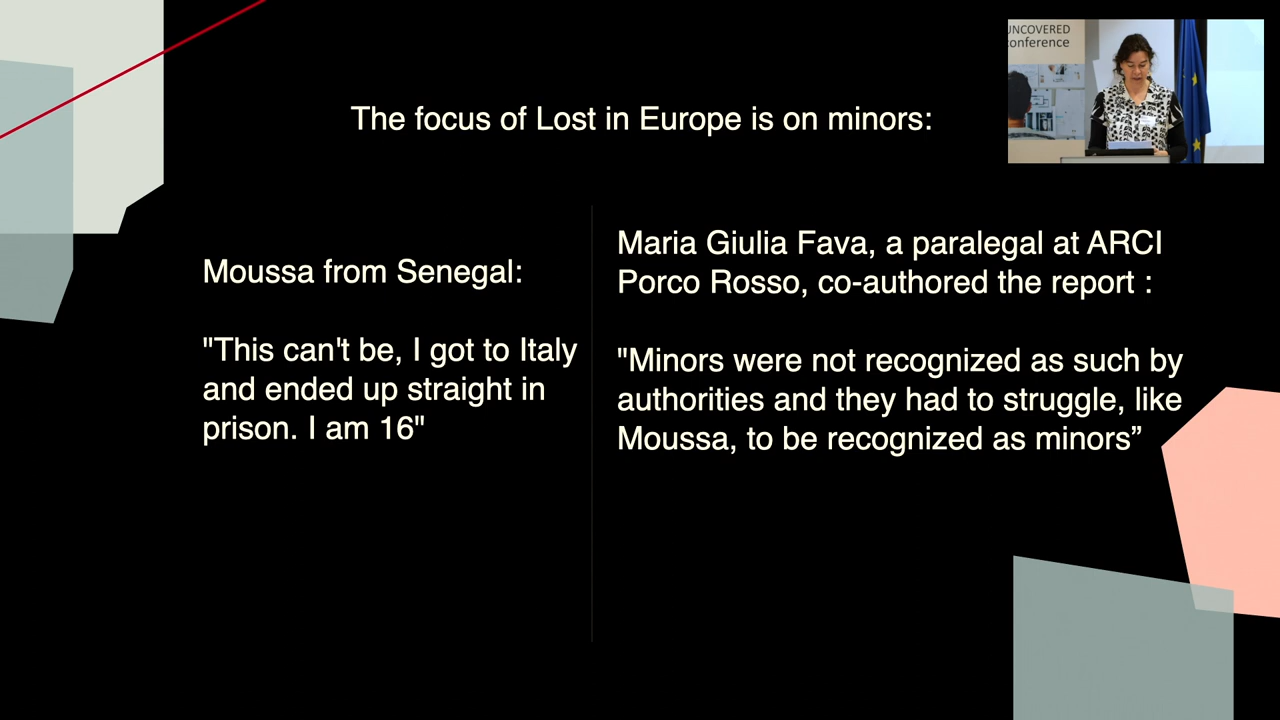 The focus of Lost in Europe is on minors:
Moussa from Senegal:
"This can't be, I got to Italy
and ended up straight in
prison. I am 16"
Maria Giulia Fava, a paralegal at ARCI
Porco Rosso, co-authored the report :
"Minors were not recognized as such by
authorities and they had to struggle, like
Moussa, to be recognized as minors”
UNCOVERED
conference